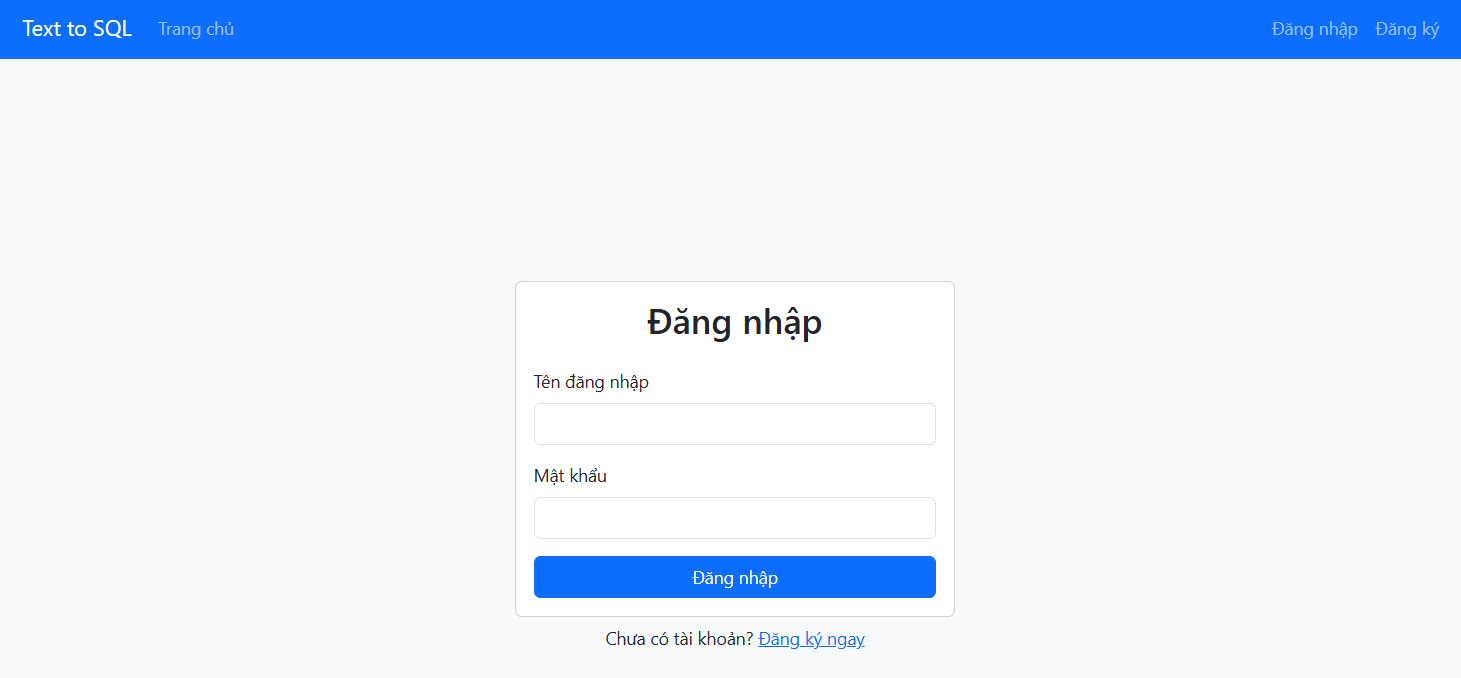 Text to SQL Trang chủ Đăng nhập Đăng ký
Đăng nhập
Tên đăng nhập
Mật khẩu
Đăng nhập
Chưa có tài khoản? Đăng ký ngay